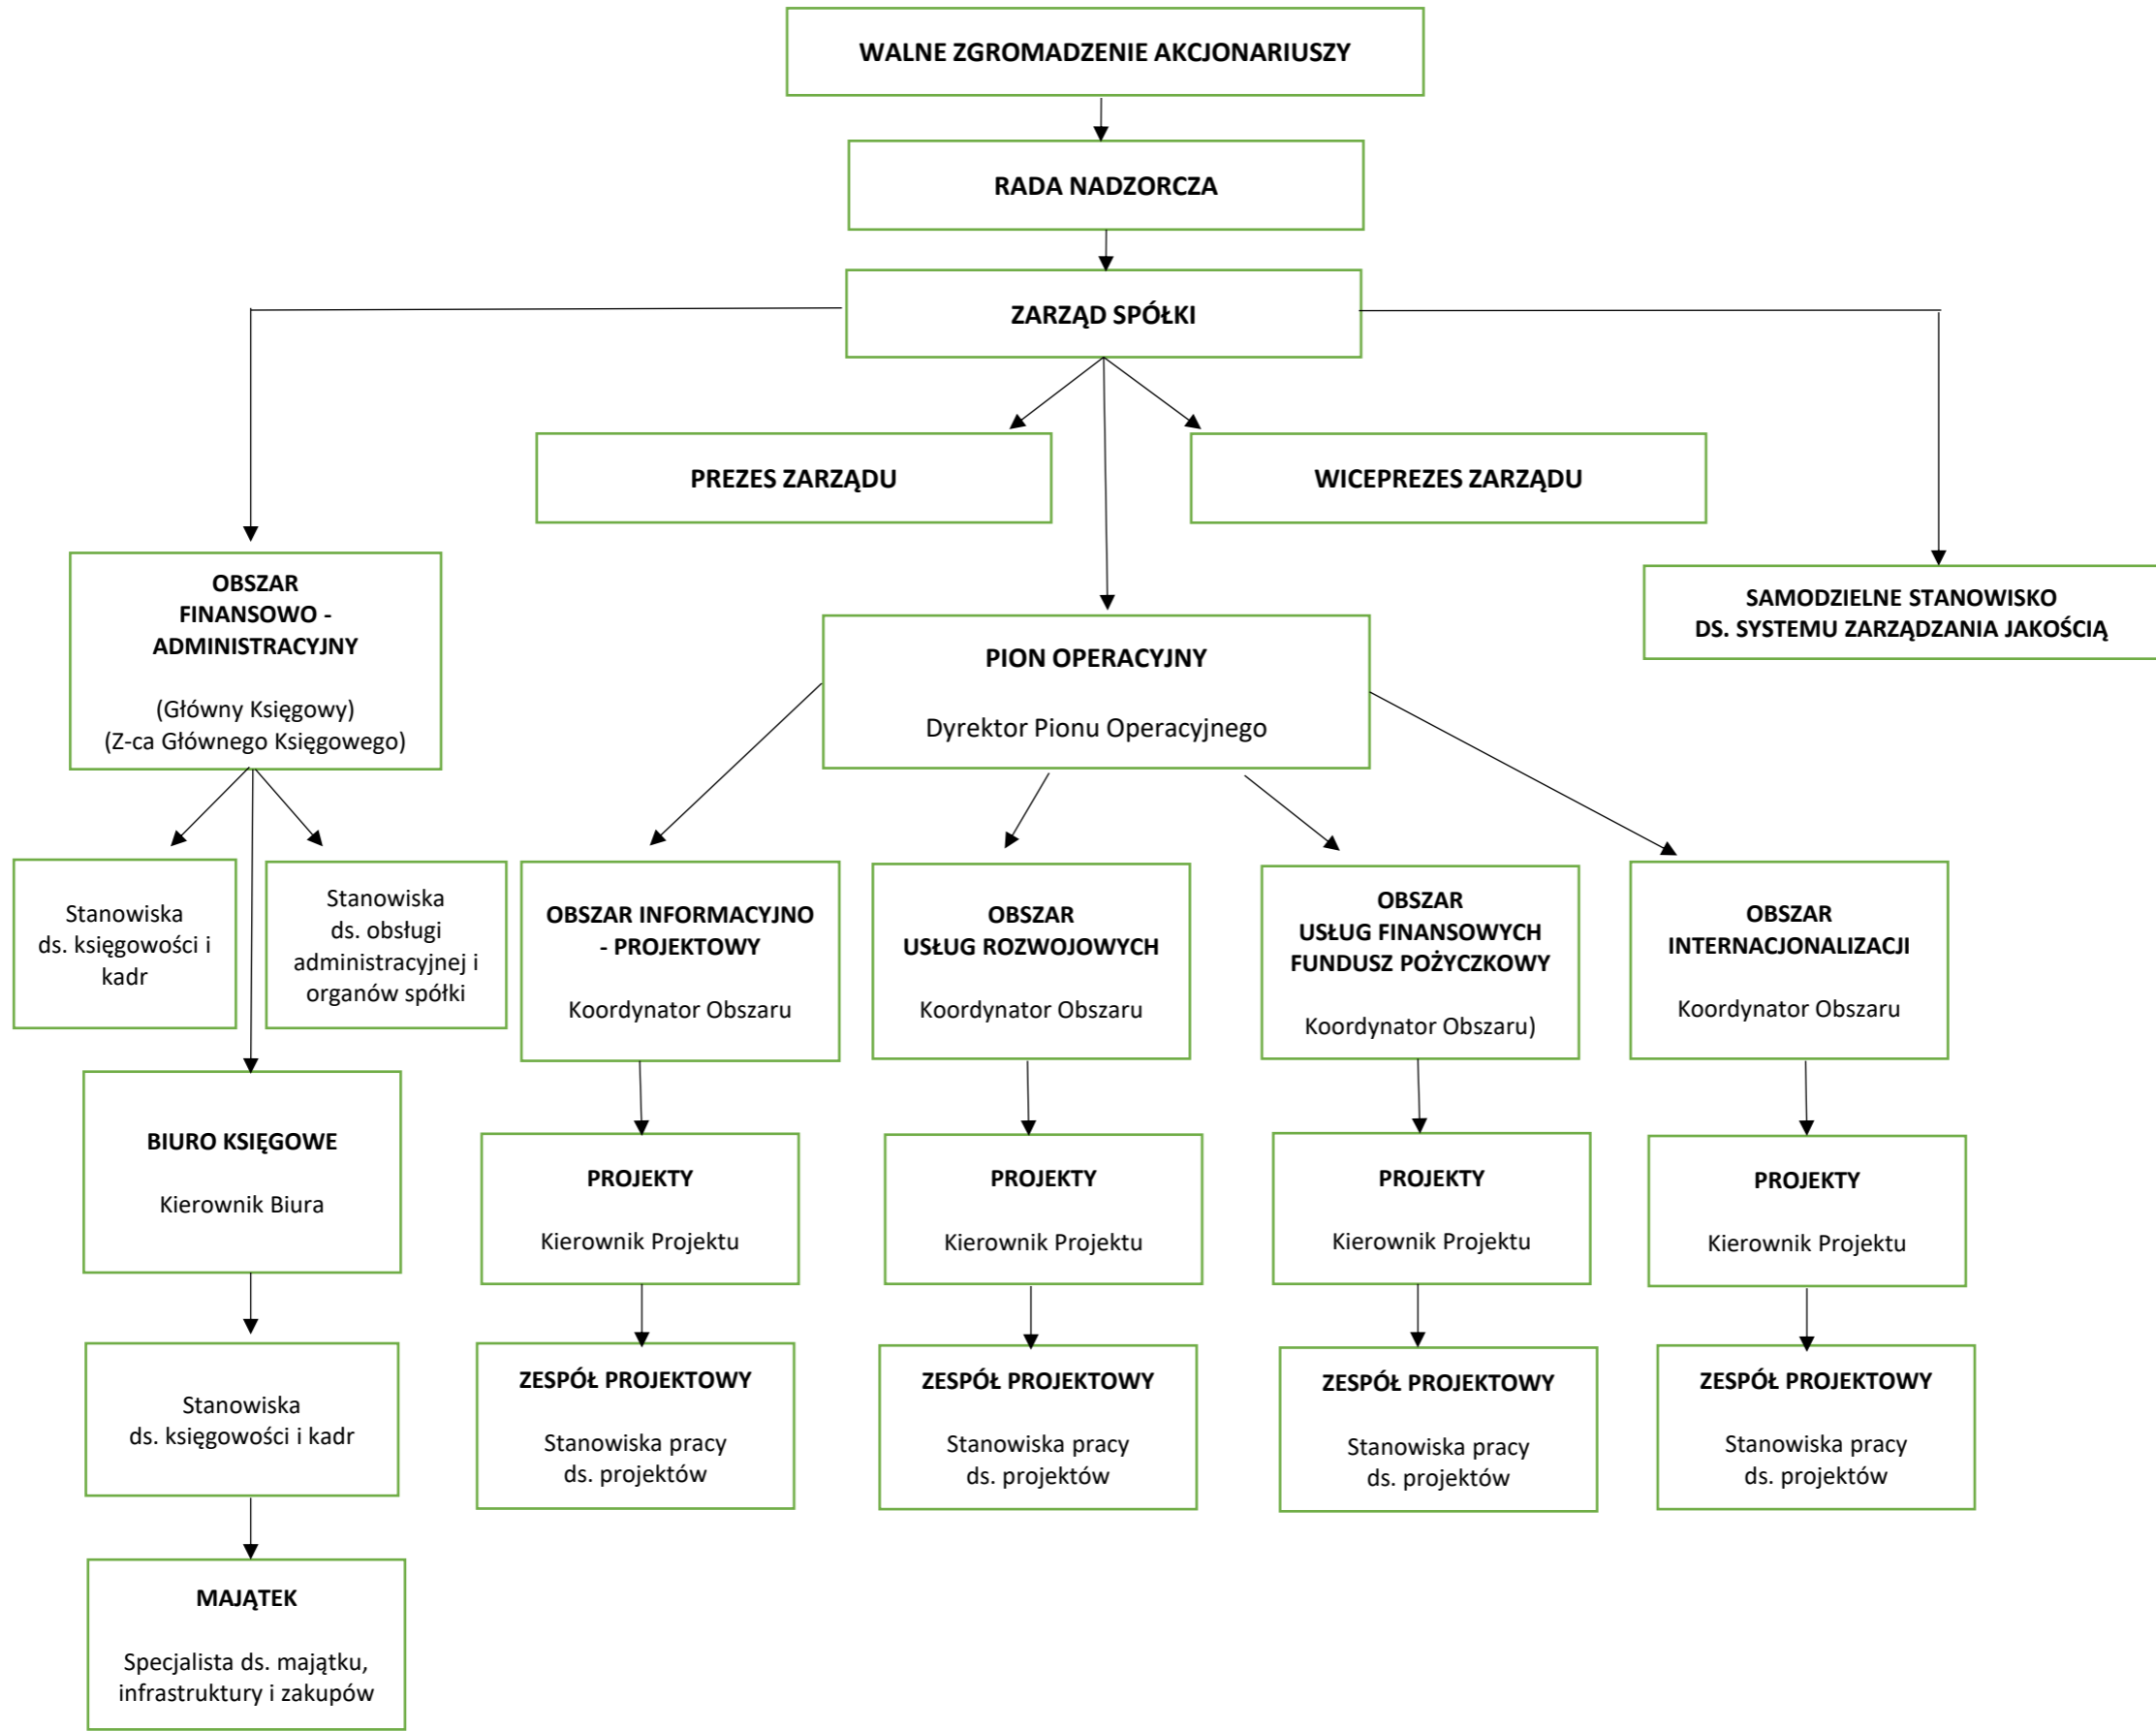 WALNE ZGROMADZENIE AKCJONARIUSZY
RADA NADZORCZA
ZARZĄD SPÓŁKI
PREZES ZARZĄDU
WICEPREZES ZARZĄDU
OBSZAR
FINANSOWO -
ADMINISTRACYJNY
(Główny Księgowy)
(Z-ca Głównego Księgowego)
SAMODZIELNE STANOWISKO
DS. SYSTEMU ZARZĄDZANIA JAKOŚCIĄ
PION OPERACYJNY
Dyrektor Pionu Operacyjnego
Stanowiska
ds. księgowości i
kadr
Stanowiska
ds. obsługi
administracyjnej i
organów spółki
OBSZAR INFORMACYJNO
- PROJEKTOWY
Koordynator Obszaru
OBSZAR
USŁUG ROZWOJOWYCH
Koordynator Obszaru
OBSZAR
USŁUG FINANSOWYCH
FUNDUSZ POŻYCZKOWY
Koordynator Obszaru)
OBSZAR
INTERNACJONALIZACJI
Koordynator Obszaru
BIURO KSIĘGOWE
Kierownik Biura
PROJEKTY
Kierownik Projektu
PROJEKTY
Kierownik Projektu
PROJEKTY
Kierownik Projektu
PROJEKTY
Kierownik Projektu
Stanowiska
ds. księgowości i kadr
ZESPÓŁ PROJEKTOWY
Stanowiska pracy
ds. projektów
ZESPÓŁ PROJEKTOWY
Stanowiska pracy
ds. projektów
ZESPÓŁ PROJEKTOWY
Stanowiska pracy
ds. projektów
ZESPÓŁ PROJEKTOWY
Stanowiska pracy
ds. projektów
MAJĄTEK
Specjalista ds. majątku,
infrastruktury i zakupów